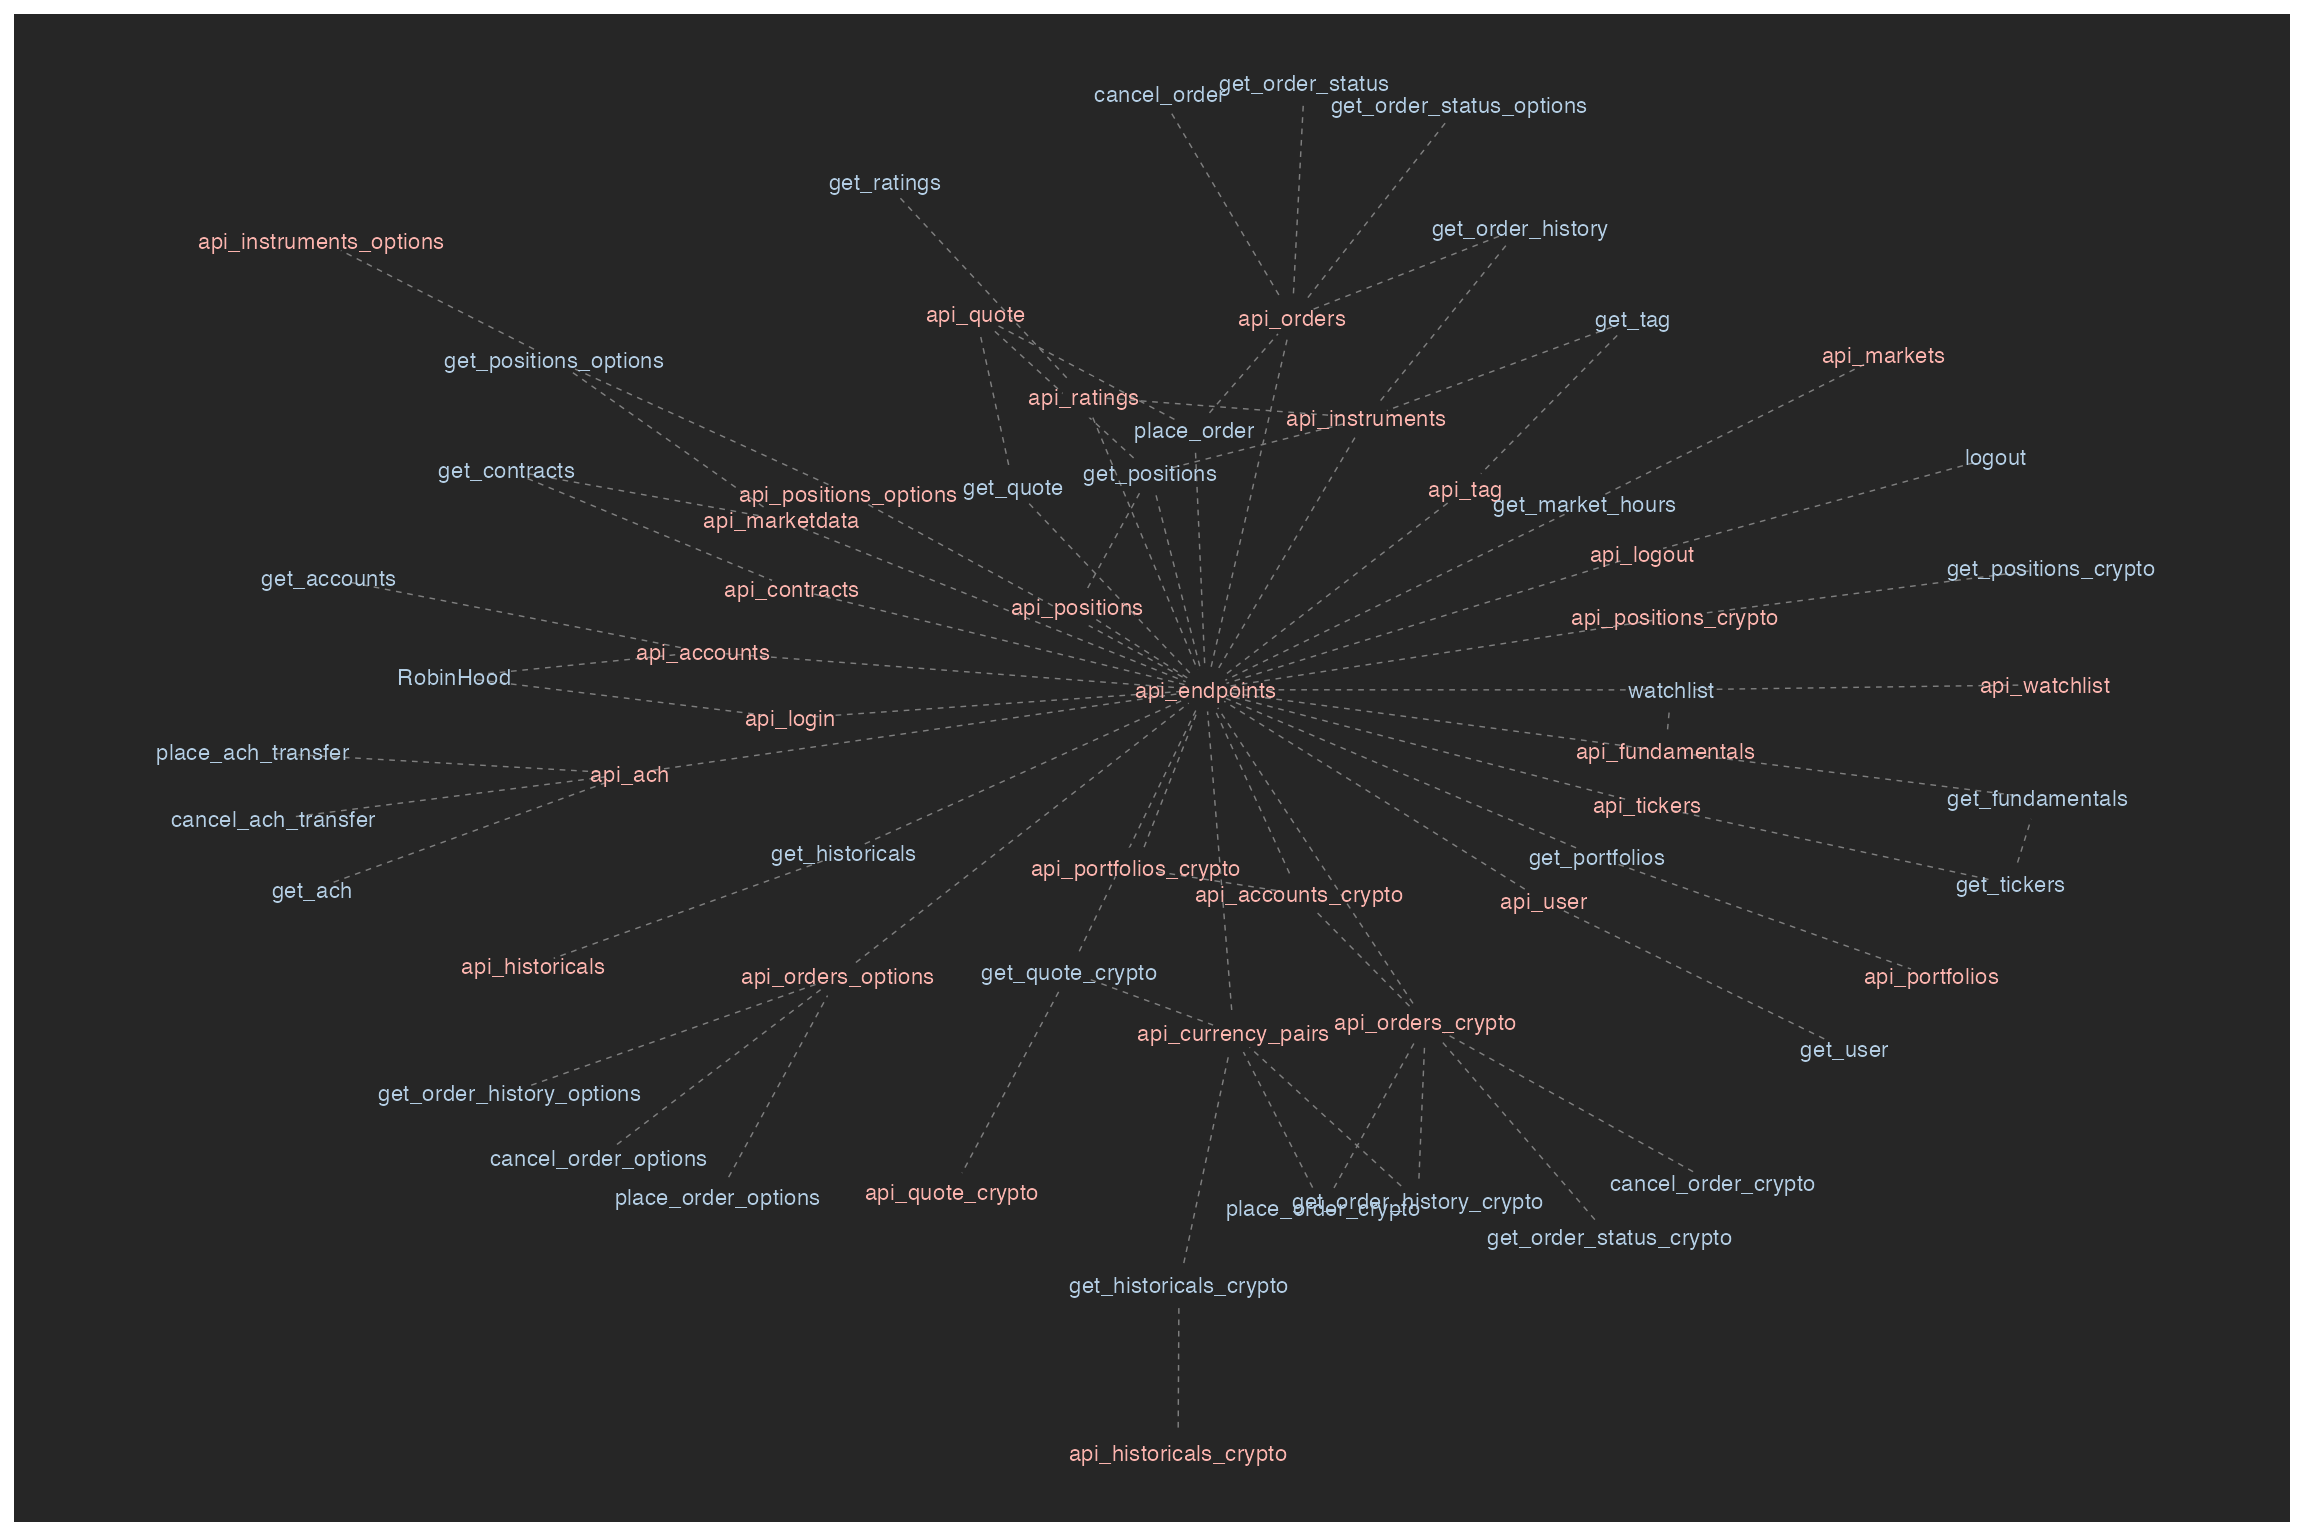 get_order_status
cancel_order
get_order_status_options
get_ratings
get_order_history
api_instruments_options
api_quote
api_orders
get_tag
api_markets
get_positions_options
api_ratings
api_instruments
place_order
logout
get_contracts
get_positions
get_quote
api_tag
api_positions_options
get_market_hours
api_marketdata
api_logout
get_positions_crypto
get_accounts
api_contracts
api_positions
api_positions_crypto
api_accounts
RobinHood
api_endpoints
watchlist
api_watchlist
api_login
place_ach_transfer
api_fundamentals
api_ach
get_fundamentals
api_tickers
cancel_ach_transfer
get_historicals
get_portfolios
api_portfolios_crypto
get_tickers
get_ach
api_accounts_crypto
api_user
api_historicals
get_quote_crypto
api_orders_options
api_portfolios
api_orders_crypto
api_currency_pairs
get_user
get_order_history_options
cancel_order_options
cancel_order_crypto
api_quote_crypto
place_order_options
get_order_history_crypto
place_order_crypto
get_order_status_crypto
get_historicals_crypto
api_historicals_crypto